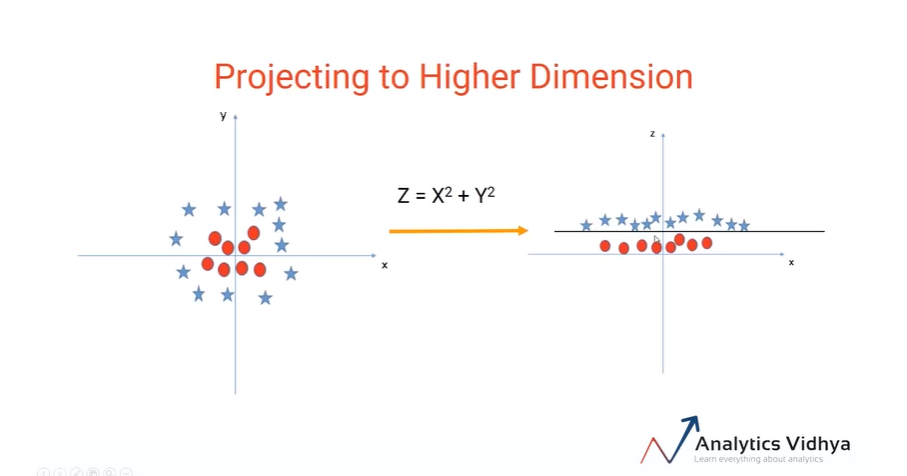 Projecting to Higher Dimension
y
z
Z = X² + Y²
x
x
Analytics Vidhya
Learn everything about analytics